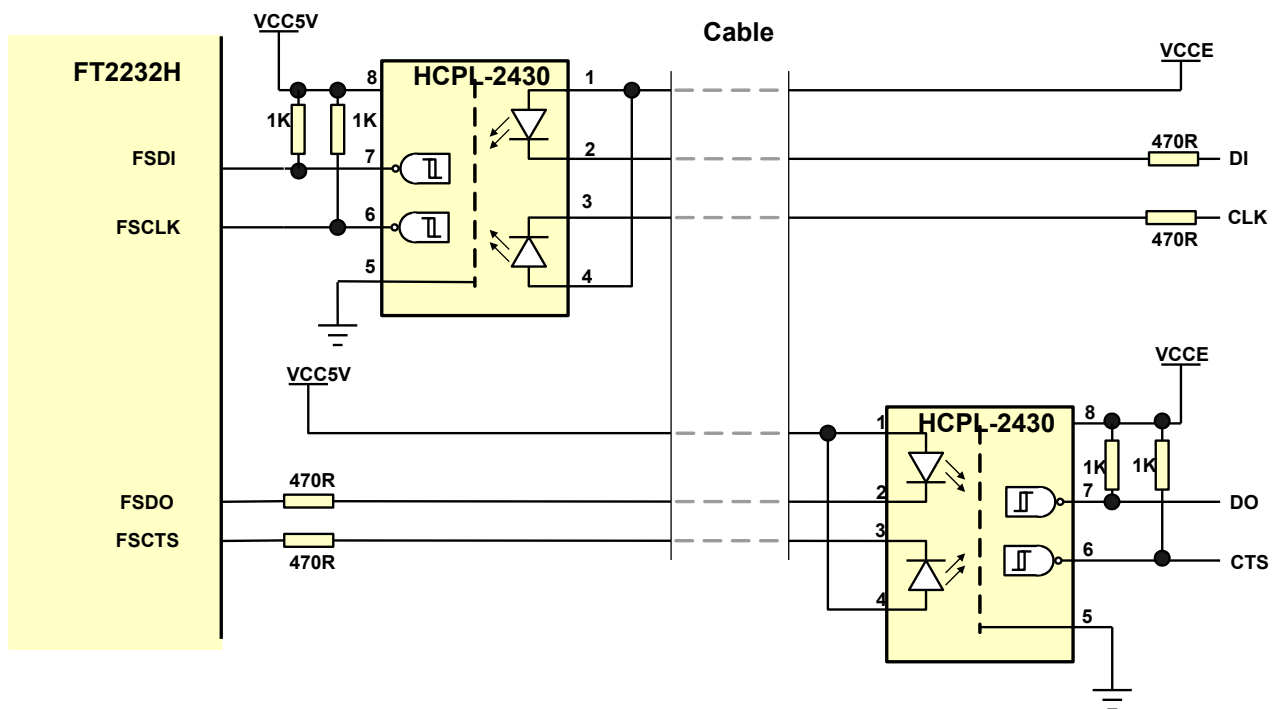 VCC5V
Cable
VCCE
FT2232H
8
HCPL-2430
1
1K
1K
470R
FSDI
7
2
DI
3
FSCLK
6
CLK
470R
5
4
VCC5V
VCCE
1
HCPL-2430
8
470R
1K
1K
FSDO
2
7
DO
FSCTS
3
6
CTS
470R
4
5